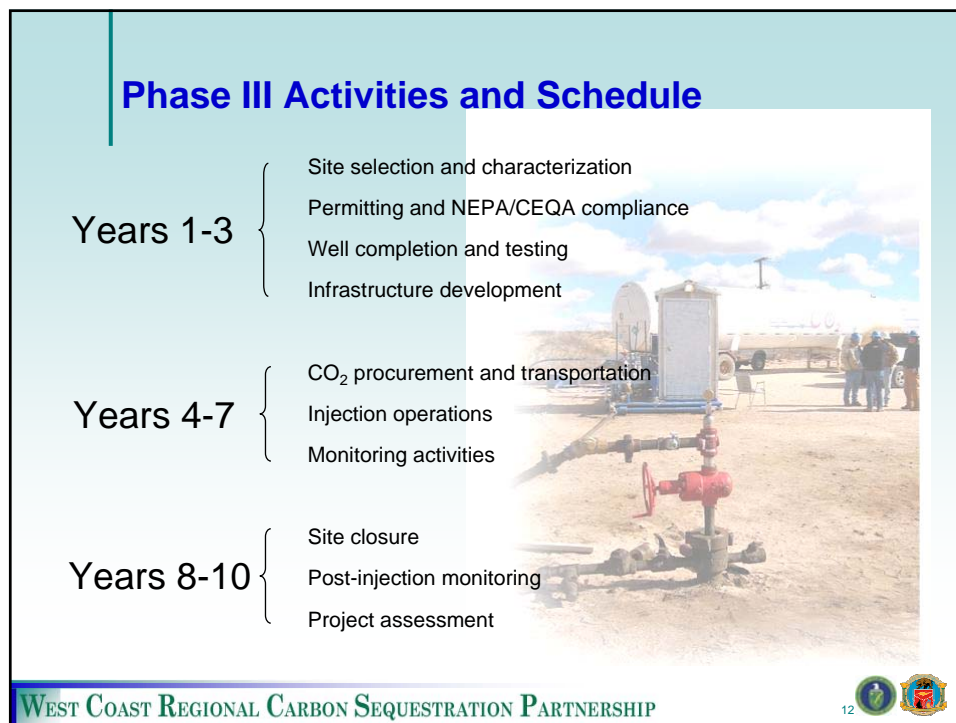 Phase III Activities and Schedule
Years 1-3
Site selection and characterization
Permitting and NEPA/CEQA compliance
Well completion and testing
Infrastructure development
Years 4-7
CO₂ procurement and transportation
Injection operations
Monitoring activities
Years 8-10
Site closure
Post-injection monitoring
Project assessment
WEST COAST REGIONAL CARBON SEQUESTRATION PARTNERSHIP
12